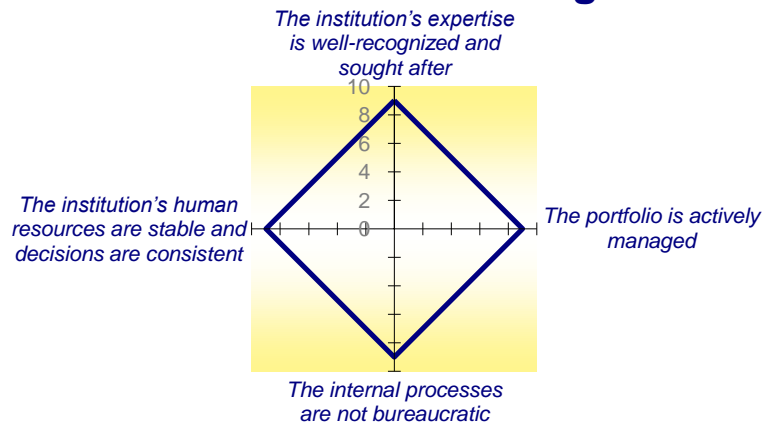 The institution’s expertise
is well-recognized and
sought after
10
8
6
4
2
0
The institution’s human
resources are stable and
decisions are consistent
The portfolio is actively
managed
The internal processes
are not bureaucratic